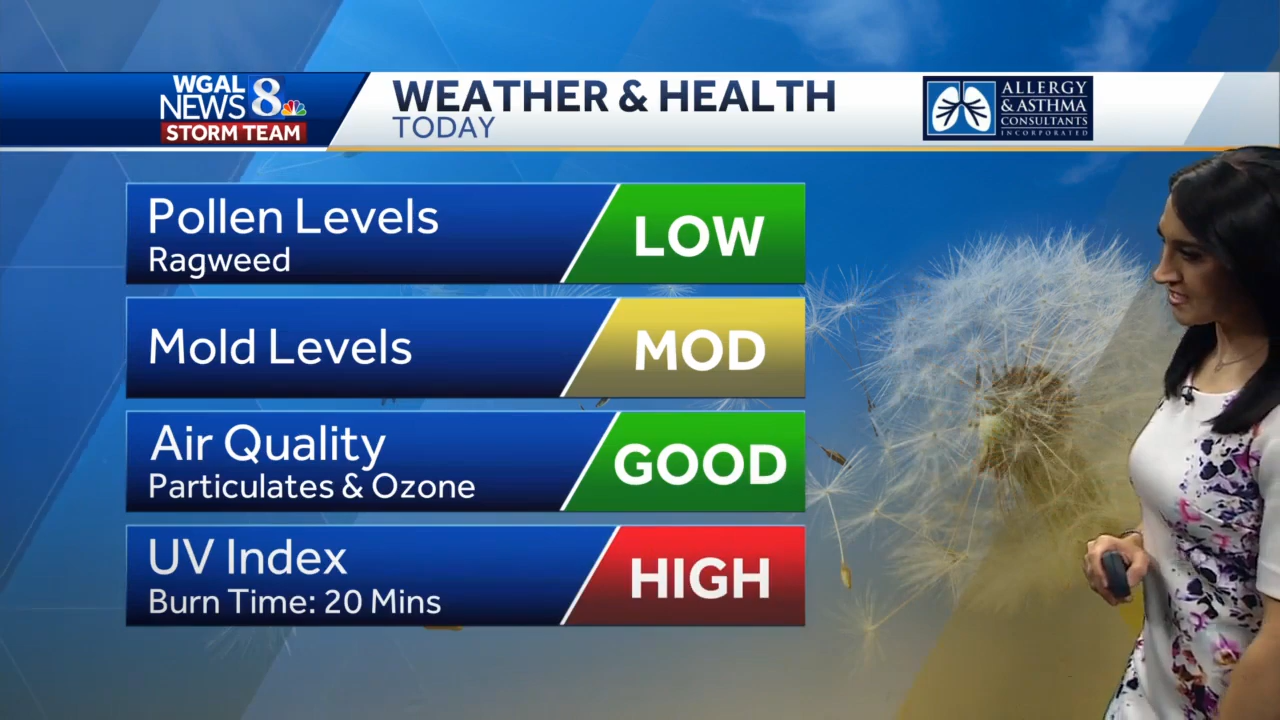 WGAL
NEWS 8
STORM TEAM
WEATHER & HEALTH
TODAY
ALLERGY
& ASTHMA
CONSULTANTS
INCORPORATED
Pollen Levels
Ragweed
LOW
Mold Levels
MOD
Air Quality
Particulates & Ozone
GOOD
UV Index
Burn Time: 20 Mins
HIGH